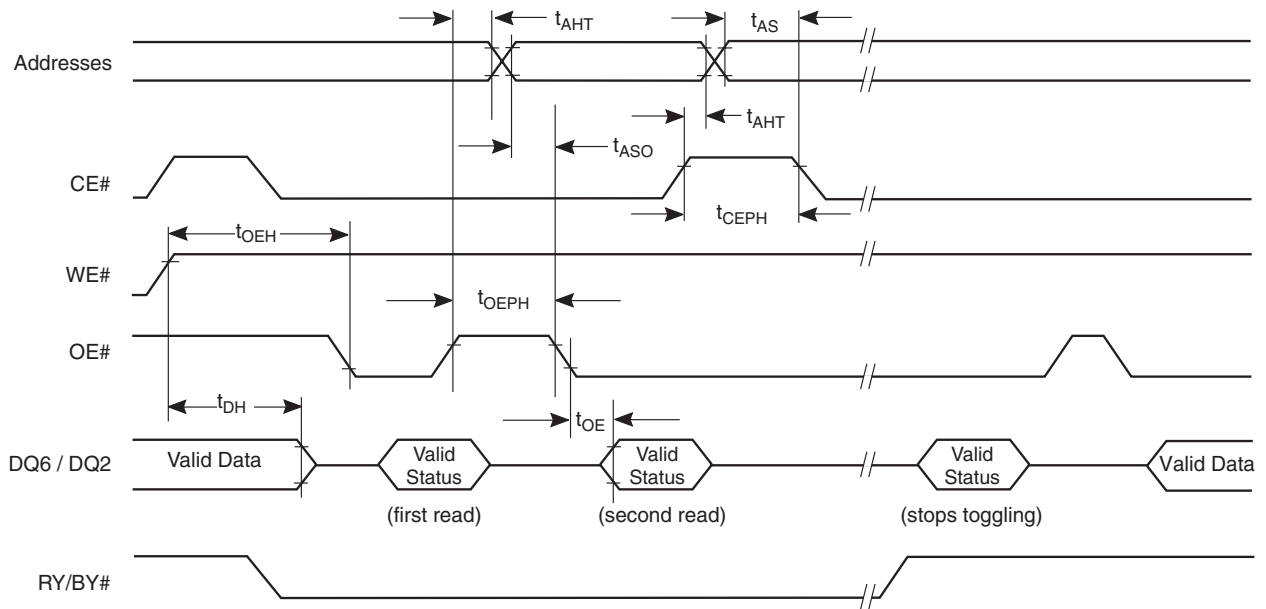 tAHT
tAS
Addresses
tAHT
tASO
CE#
tCEPH
tOEH
WE#
tOEPH
OE#
tDH
tOE
DQ6 / DQ2
Valid Data
Valid
Status
Valid
Status
Valid
Status
Valid Data
(first read)
(second read)
(stops toggling)
RY/BY#